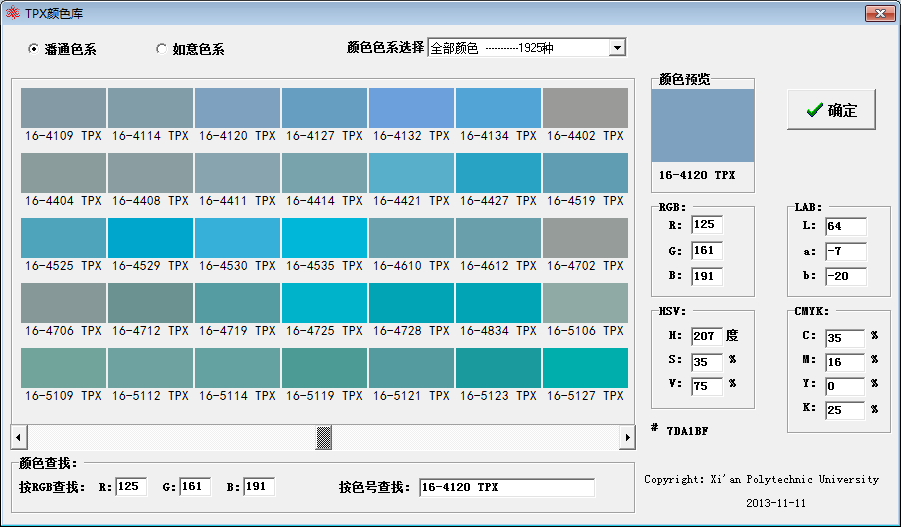 TPX颜色库
潘通色系 如意色系 颜色色系选择 全部颜色 -----------1925种
16-4109 TPX 16-4114 TPX 16-4120 TPX 16-4127 TPX 16-4132 TPX 16-4134 TPX 16-4402 TPX
16-4404 TPX 16-4408 TPX 16-4411 TPX 16-4414 TPX 16-4421 TPX 16-4427 TPX 16-4519 TPX
16-4525 TPX 16-4529 TPX 16-4530 TPX 16-4535 TPX 16-4610 TPX 16-4612 TPX 16-4702 TPX
16-4706 TPX 16-4712 TPX 16-4719 TPX 16-4725 TPX 16-4728 TPX 16-4834 TPX 16-5106 TPX
16-5109 TPX 16-5112 TPX 16-5114 TPX 16-5119 TPX 16-5121 TPX 16-5123 TPX 16-5127 TPX
颜色查找:
按RGB查找: R: 125 G: 161 B: 191 按色号查找: 16-4120 TPX
颜色预览
16-4120 TPX
确定
RGB:
R: 125
G: 161
B: 191
LAB:
L: 64
a: -7
b: -20
HSV:
H: 207 度
S: 35 %
V: 75 %
CMYK:
C: 35 %
M: 16 %
Y: 0 %
K: 25 %
# 7DA1BF
Copyright: Xi'an Polytechnic University
2013-11-11